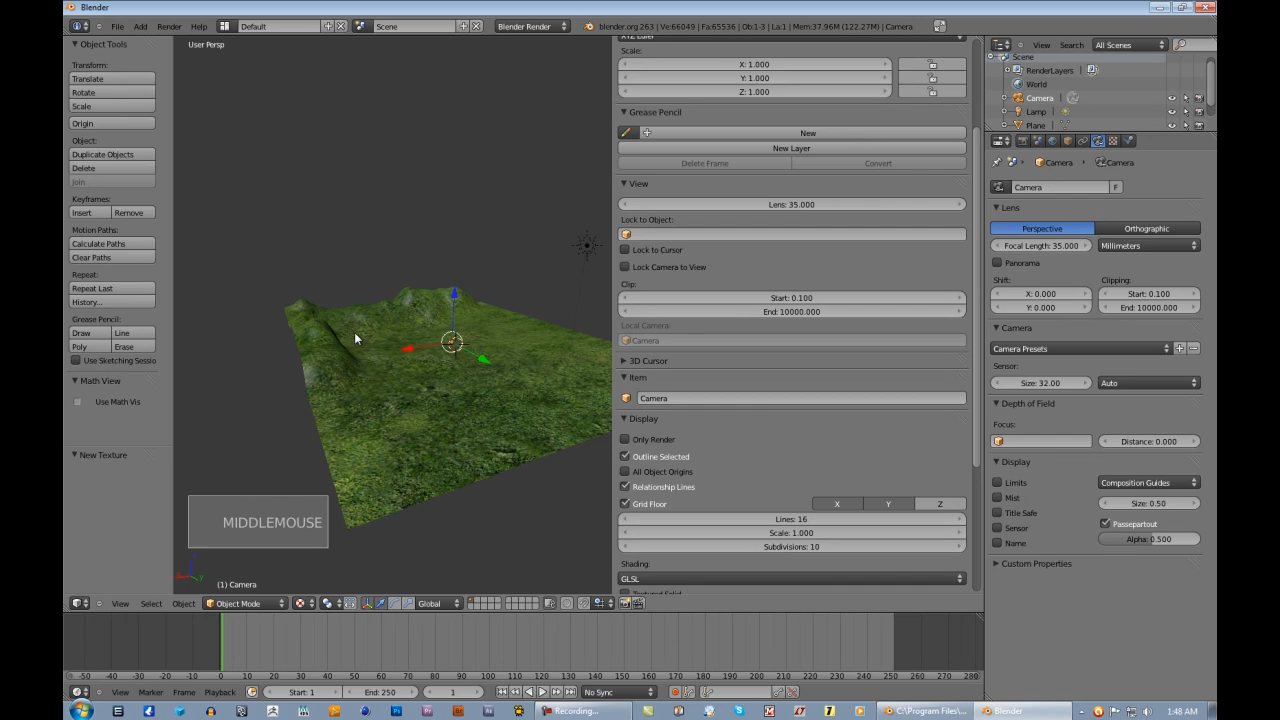 Blender
File Add Render Help Default Scene Blender Render blender.org 263 | Ve:66049 | Fa:65536 | Ob:1-3 | La:1 | Mem:37.96M (122.27M) | Camera
Object Tools
Transform:
Translate
Rotate
Scale
Origin
Object:
Duplicate Objects
Delete
Join
Keyframes:
Insert Remove
Motion Paths:
Calculate Paths
Clear Paths
Repeat:
Repeat Last
History...
Grease Pencil:
Draw Line
Poly Erase
Use Sketching Sessio
Math View
Use Math Vis
New Texture
User Persp
MIDDLEMOUSE
(1) Camera
XYZ Euler
Scale:
X: 1.000
Y: 1.000
Z: 1.000
Grease Pencil
New
New Layer
Delete Frame Convert
View
Lens: 35.000
Lock to Object:
Lock to Cursor
Lock Camera to View
Clip:
Start: 0.100
End: 10000.000
Local Camera:
Camera
3D Cursor
Item
Camera
Display
Only Render
Outline Selected
All Object Origins
Relationship Lines
Grid Floor X Y Z
Lines: 16
Scale: 1.000
Subdivisions: 10
Shading:
GLSL
Textured Solid
View Search All Scenes
Scene
RenderLayers
World
Camera
Lamp
Plane
Camera Camera
Camera F
Lens
Perspective Orthographic
Focal Length: 35.000 Millimeters
Panorama
Shift: Clipping:
X: 0.000 Start: 0.100
Y: 0.000 End: 10000.000
Camera
Camera Presets
Sensor:
Size: 32.00 Auto
Depth of Field
Focus:
Distance: 0.000
Display
Limits Composition Guides
Mist Size: 0.50
Title Safe
Passepartout
Sensor
Alpha: 0.500
Name
Custom Properties
View Select Object Object Mode Global
-50 -40 -30 -20 -10 0 10 20 30 40 50 60 70 80 90 100 110 120 130 140 150 160 170 180 190 200 210 220 230 240 250 260 270 280
View Marker Frame Playback Start: 1 End: 250 1 No Sync
Recording... C:\Program Files\... Blender 1:48 AM